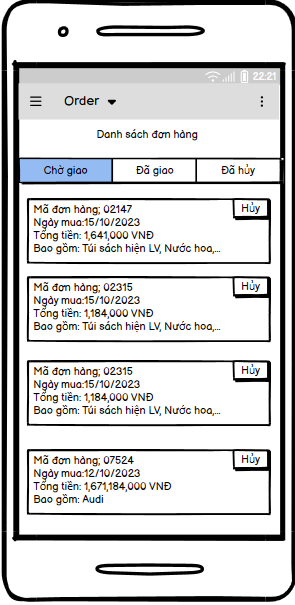 22:21
Order
Danh sách đơn hàng
Chờ giao Đã giao Đã hủy
Hủy
Mã đơn hàng; 02147
Ngày mua:15/10/2023
Tổng tiền: 1,641,000 VNĐ
Bao gồm: Túi sách hiện LV, Nước hoa,...
Hủy
Mã đơn hàng; 02315
Ngày mua:15/10/2023
Tổng tiền: 1,184,000 VNĐ
Bao gồm: Túi sách hiện LV, Nước hoa,...
Hủy
Mã đơn hàng; 02315
Ngày mua:15/10/2023
Tổng tiền: 1,184,000 VNĐ
Bao gồm: Túi sách hiện LV, Nước hoa,...
Hủy
Mã đơn hàng; 07524
Ngày mua:12/10/2023
Tổng tiền: 1,671,184,000 VNĐ
Bao gồm: Audi